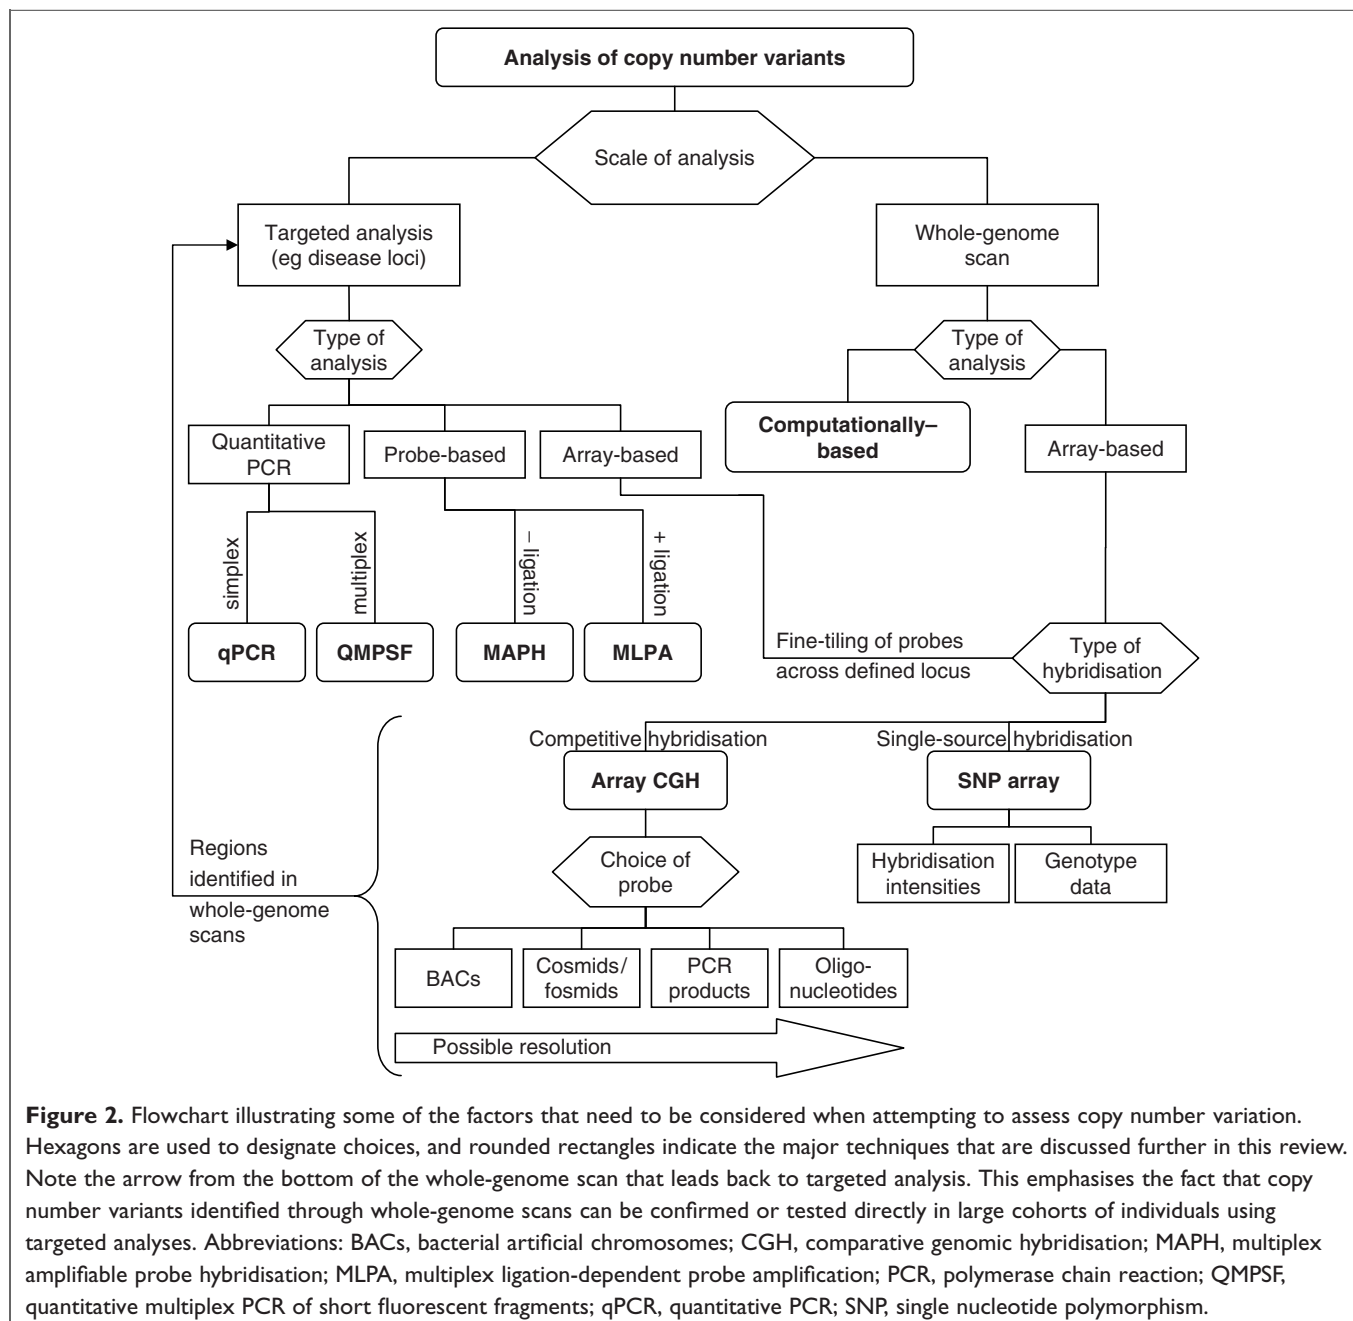 Analysis of copy number variants
Scale of analysis
Targeted analysis
(eg disease loci)
Whole-genome
scan
Type of
analysis
Type of
analysis
Quantitative
PCR
Probe-based
Array-based
Computationally–
based
Array-based
simplex
multiplex
– ligation
+ ligation
qPCR
QMPSF
MAPH
MLPA
Fine-tiling of probes
across defined locus
Type of
hybridisation
Competitive hybridisation
Single-source hybridisation
Array CGH
SNP array
Regions
identified in
whole-genome
scans
Choice of
probe
Hybridisation
intensities
Genotype
data
BACs
Cosmids/
fosmids
PCR
products
Oligo-
nucleotides
Possible resolution
Figure 2. Flowchart illustrating some of the factors that need to be considered when attempting to assess copy number variation.
Hexagons are used to designate choices, and rounded rectangles indicate the major techniques that are discussed further in this review.
Note the arrow from the bottom of the whole-genome scan that leads back to targeted analysis. This emphasises the fact that copy
number variants identified through whole-genome scans can be confirmed or tested directly in large cohorts of individuals using
targeted analyses. Abbreviations: BACs, bacterial artificial chromosomes; CGH, comparative genomic hybridisation; MAPH, multiplex
amplifiable probe hybridisation; MLPA, multiplex ligation-dependent probe amplification; PCR, polymerase chain reaction; QMPSF,
quantitative multiplex PCR of short fluorescent fragments; qPCR, quantitative PCR; SNP, single nucleotide polymorphism.